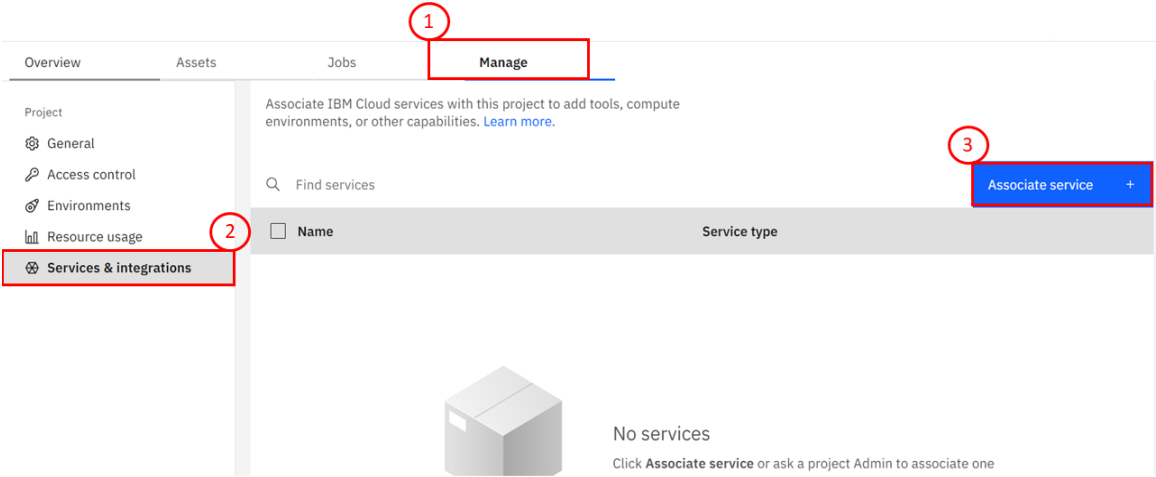 1
Overview
Assets
Jobs
Manage
Project
General
Access control
Environments
Resource usage
2
Services & integrations
Associate IBM Cloud services with this project to add tools, compute
environments, or other capabilities. Learn more.
3
Find services
Associate service +
Name
Service type
No services
Click Associate service or ask a project Admin to associate one